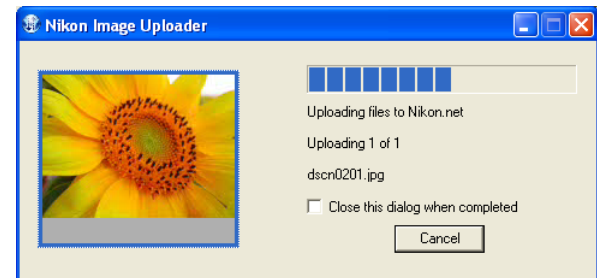 Nikon Image Uploader
Uploading files to Nikon.net
Uploading 1 of 1
dscn0201.jpg
Close this dialog when completed
Cancel